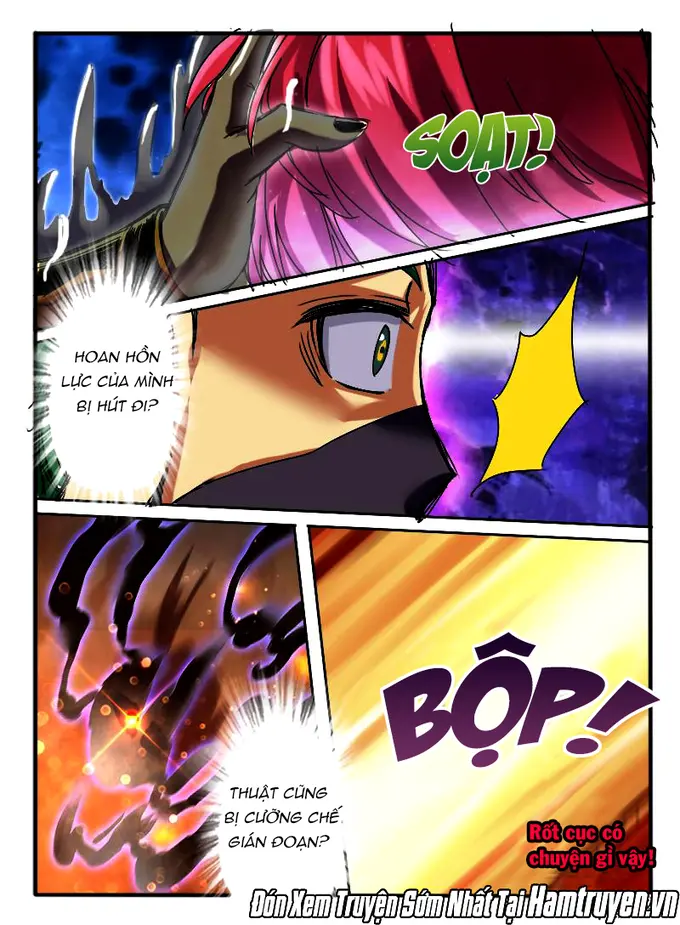 SOẠT!
HOAN HỒN
LỰC CỦA MÌNH
BỊ HÚT ĐI?
BỘP!
THUẬT CŨNG
BỊ CƯỠNG CHẾ
GIÁN ĐOẠN?
Rốt cục có
chuyện gì vậy!
Đón Xem Truyện Sớm Nhất Tại Hamtruyen.vn